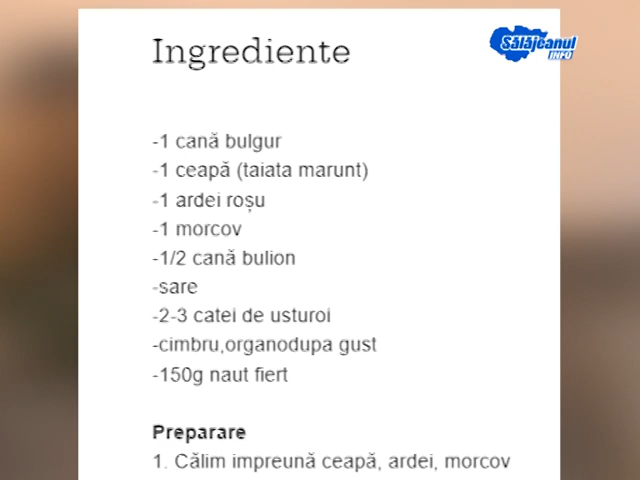 Ingrediente
Sălăjeanul
INFO
-1 cană bulgur
-1 ceapă (taiata marunt)
-1 ardei roșu
-1 morcov
-1/2 cană bulion
-sare
-2-3 catei de usturoi
-cimbru,organodupa gust
-150g naut fiert
Preparare
1. Călim impreună ceapă, ardei, morcov